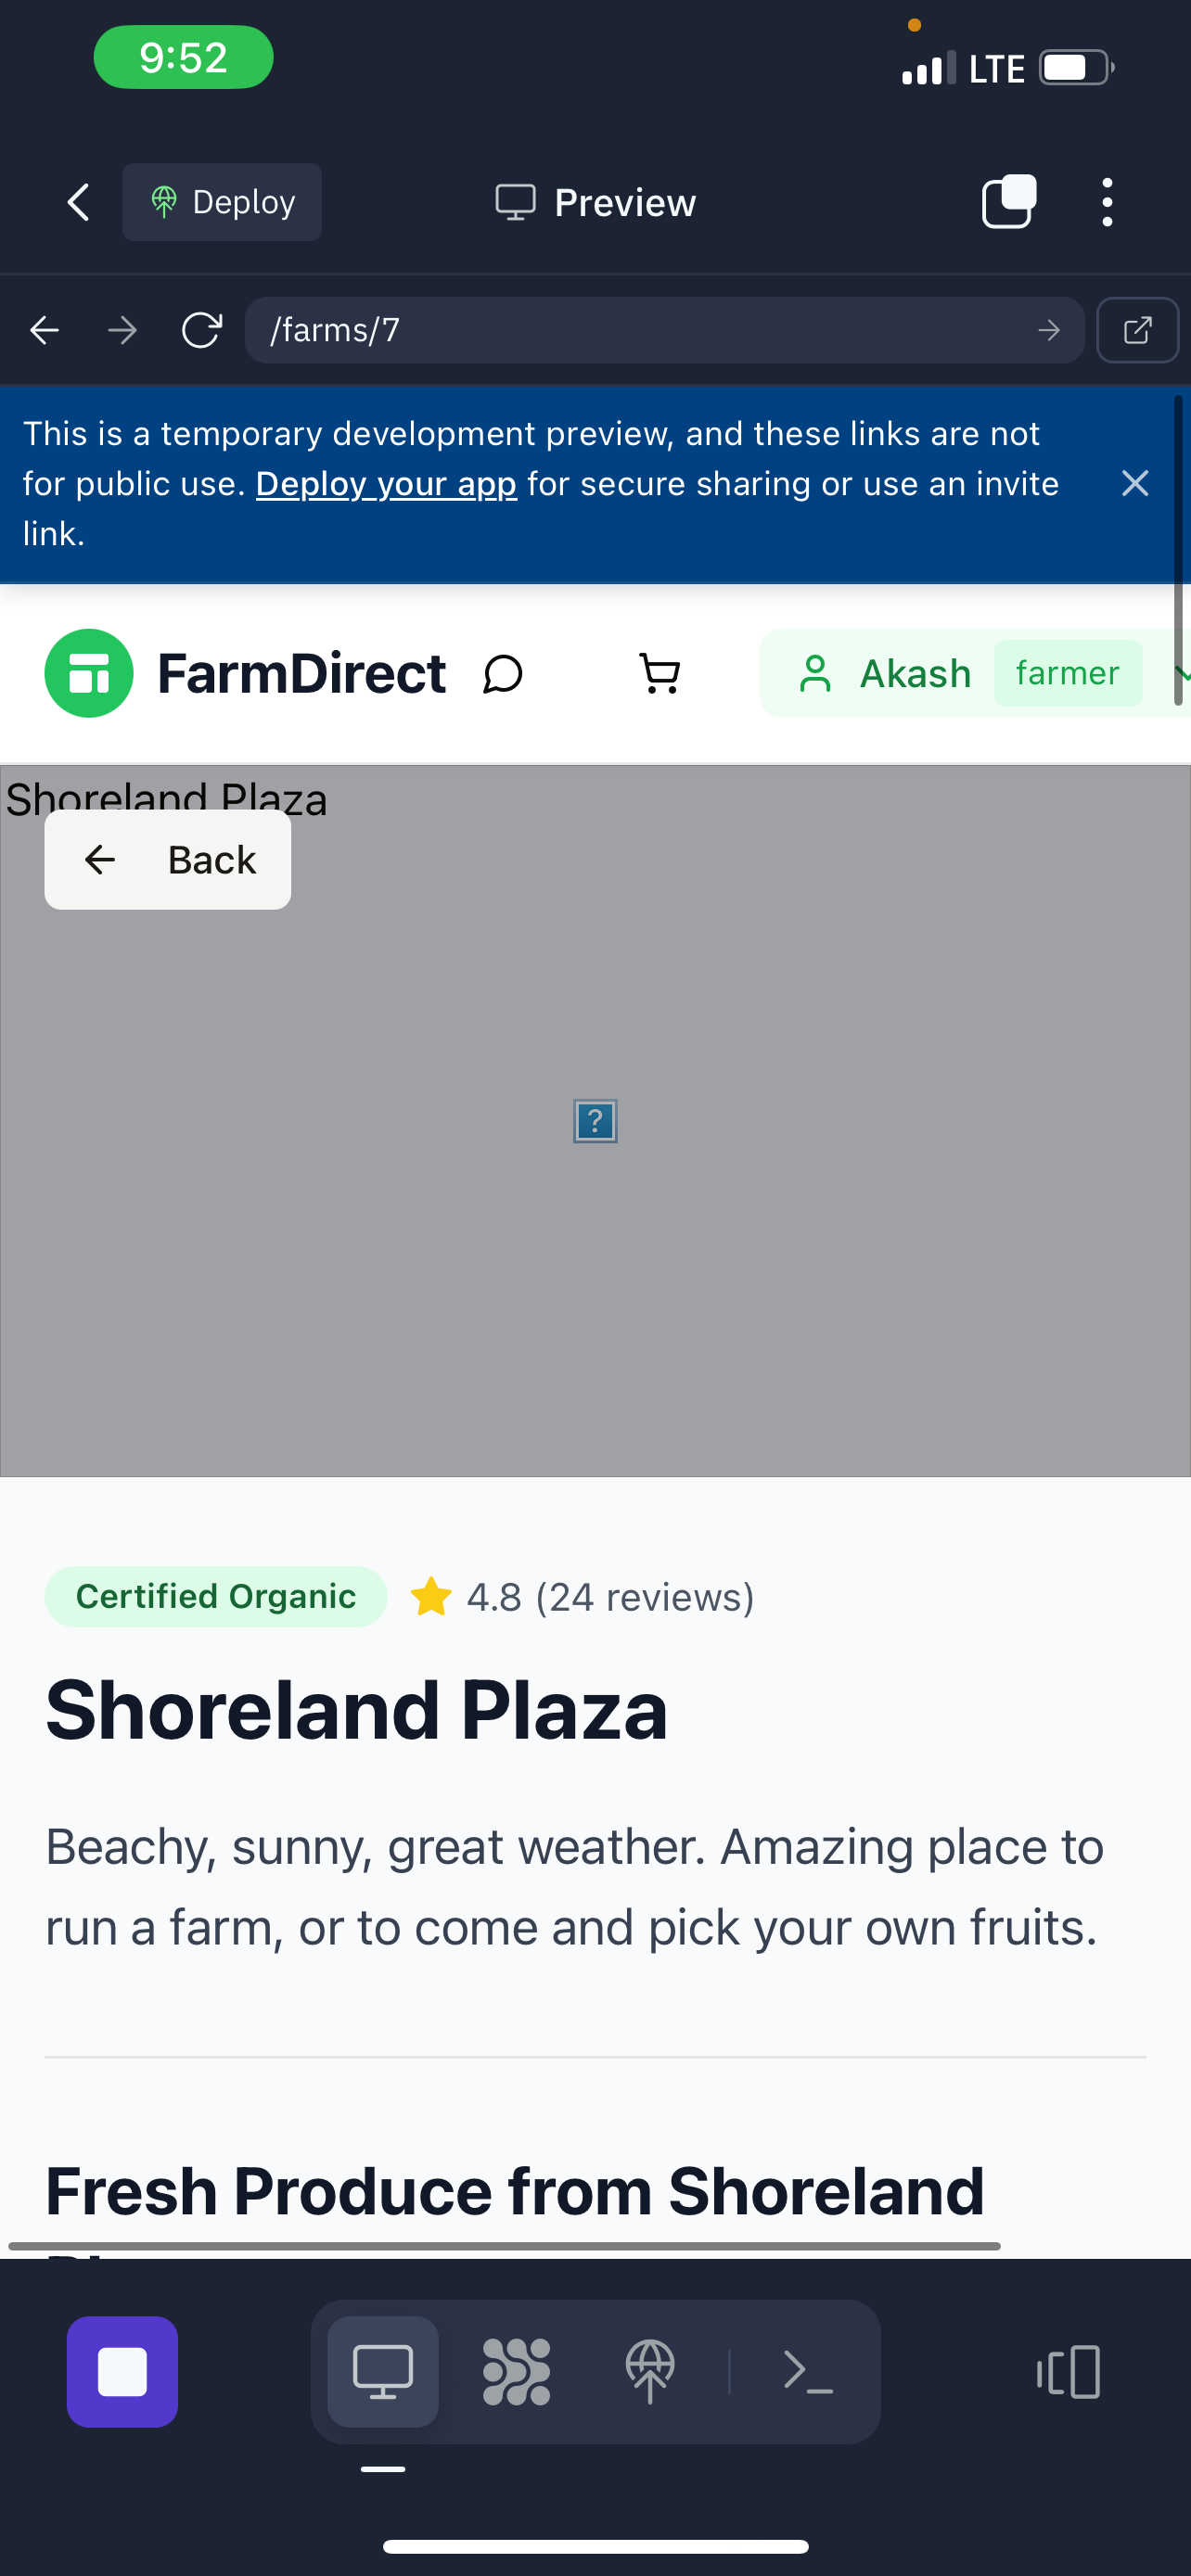 9:52
LTE
Deploy
Preview
/farms/7
This is a temporary development preview, and these links are not
for public use. Deploy your app for secure sharing or use an invite
link.
FarmDirect
Akash
farmer
Shoreland Plaza
Back
?
Certified Organic
4.8 (24 reviews)
Shoreland Plaza
Beachy, sunny, great weather. Amazing place to
run a farm, or to come and pick your own fruits.
Fresh Produce from Shoreland